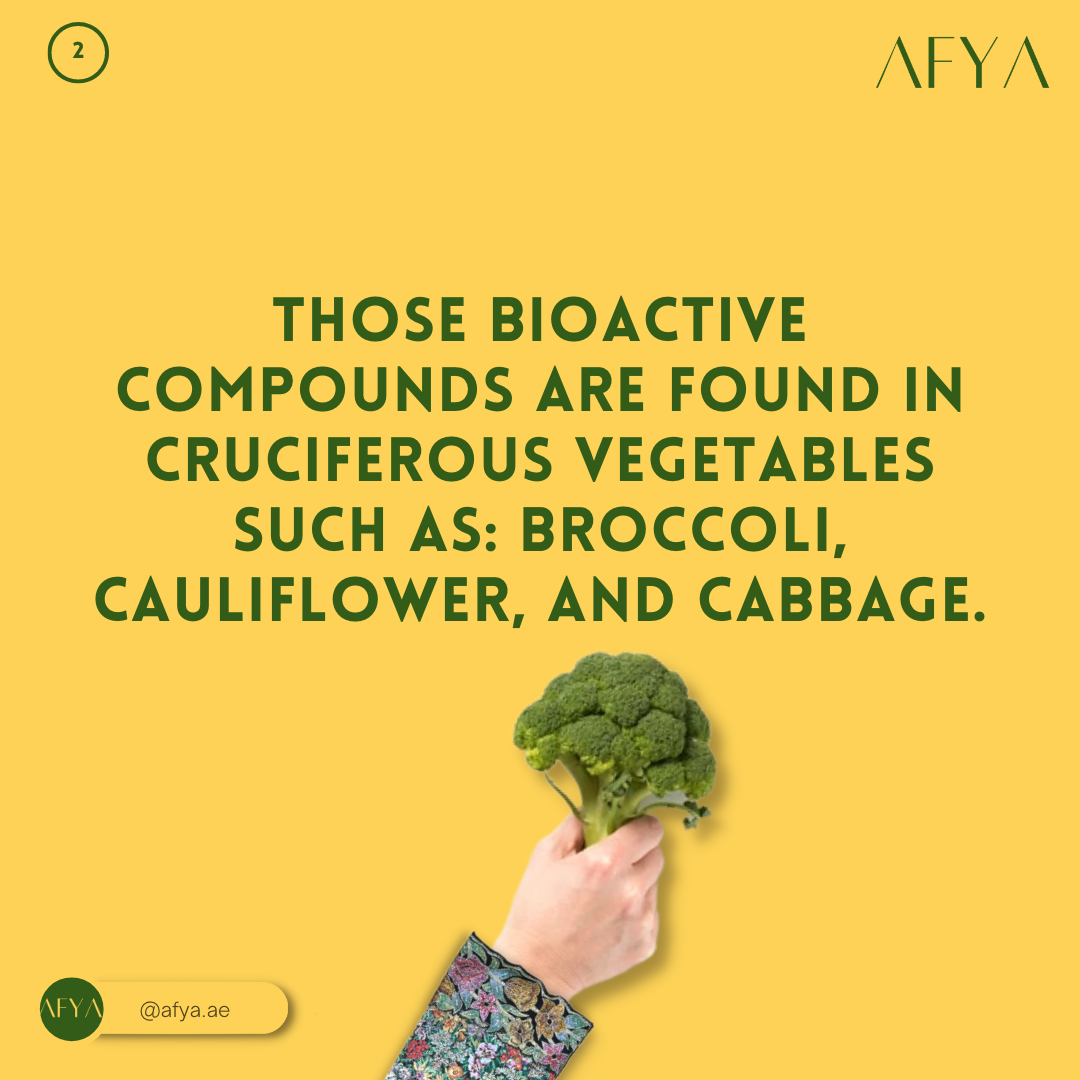 2
AFYA
THOSE BIOACTIVE
COMPOUNDS ARE FOUND IN
CRUCIFEROUS VEGETABLES
SUCH AS: BROCCOLI,
CAULIFLOWER, AND CABBAGE.
AFYA
@afya.ae